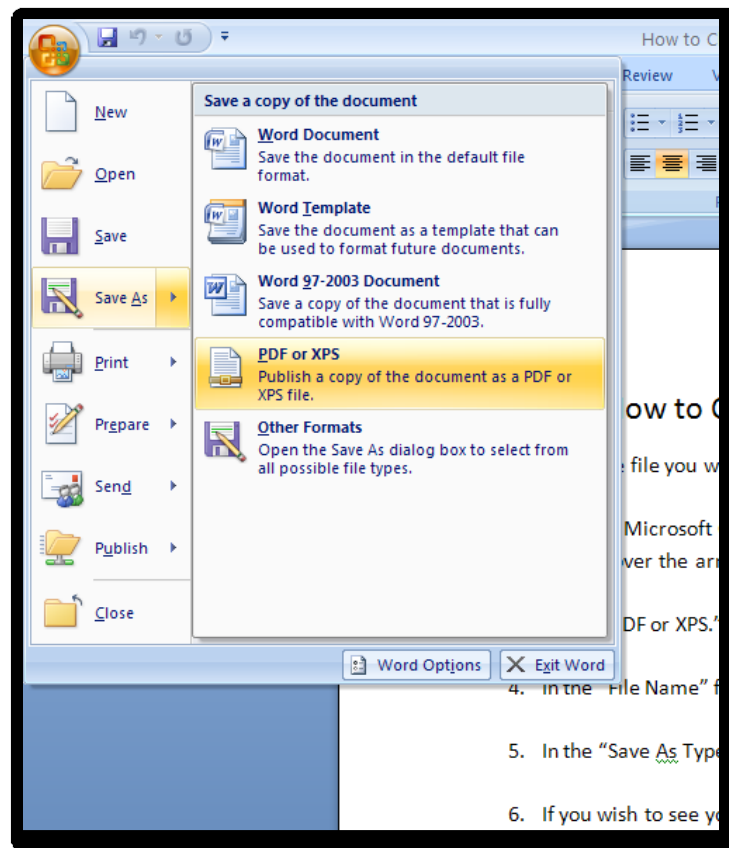 How to C
Review
New
Open
Save
Save As
Print
Prepare
Send
Publish
Close
Save a copy of the document
Word Document
Save the document in the default file
format.
Word Template
Save the document as a template that can
be used to format future documents.
Word 97-2003 Document
Save a copy of the document that is fully
compatible with Word 97-2003.
PDF or XPS
Publish a copy of the document as a PDF or
XPS file.
Other Formats
Open the Save As dialog box to select from
all possible file types.
Word Options
Exit Word
ow to C
file you w
Microsoft
ver the arr
DF or XPS."
4. In the "File Name" f
5. In the “Save As Type
6. If you wish to see yo